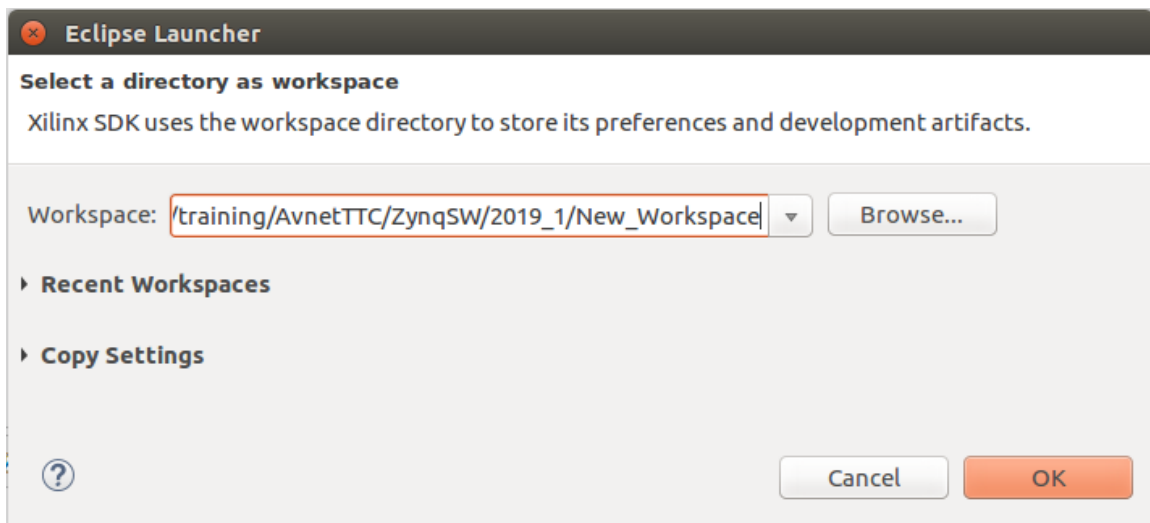 Eclipse Launcher
Select a directory as workspace
Xilinx SDK uses the workspace directory to store its preferences and development artifacts.
Workspace: /training/AvnetTTC/ZynqSW/2019_1/New_Workspace Browse...
Recent Workspaces
Copy Settings
? Cancel OK